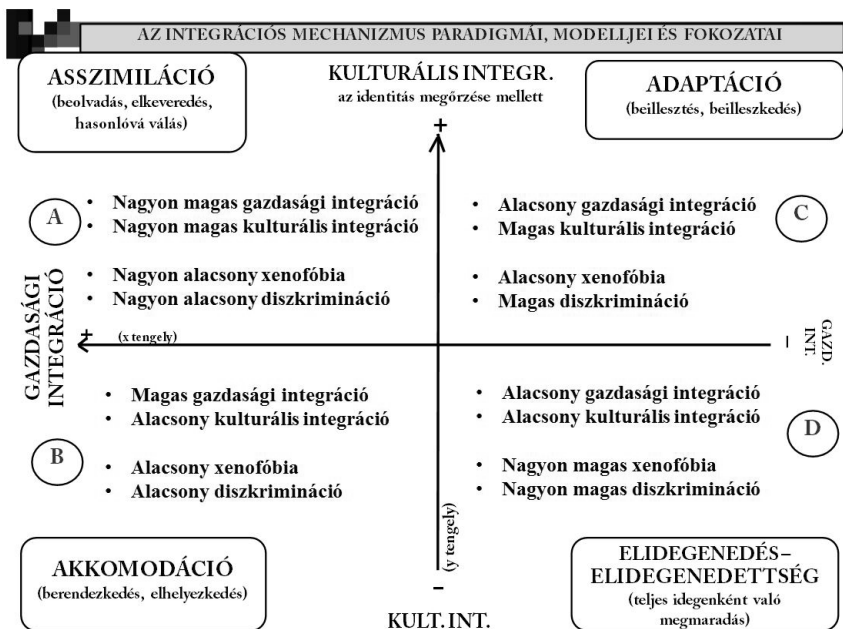 AZ INTEGRÁCIÓS MECHANIZMUS PARADIGMÁI, MODELLJEI ÉS FOKOZATAI
ASSZIMILÁCIÓ
(beolvadás, elkeveredés,
hasonlóvá válás)
KULTURÁLIS INTEGR.
az identitás megőrzése mellett
+
ADAPTÁCIÓ
(beillesztés, beilleszkedés)
A
• Nagyon magas gazdasági integráció
• Nagyon magas kulturális integráció
• Nagyon alacsony xenofóbia
• Nagyon alacsony diszkrimináció
• Alacsony gazdasági integráció
• Magas kulturális integráció
• Alacsony xenofóbia
• Magas diszkrimináció
C
GAZDASÁGI
INTEGRÁCIÓ
+
(x tengely)
–
GAZD.
INT.
B
• Magas gazdasági integráció
• Alacsony kulturális integráció
• Alacsony xenofóbia
• Alacsony diszkrimináció
• Alacsony gazdasági integráció
• Alacsony kulturális integráció
• Nagyon magas xenofóbia
• Nagyon magas diszkrimináció
D
(y tengely)
AKKOMODÁCIÓ
(berendezkedés, elhelyezkedés)
–
KULT. INT.
ELIDEGENEDÉS–
ELIDEGENEDETTSÉG
(teljes idegenként való
megmaradás)